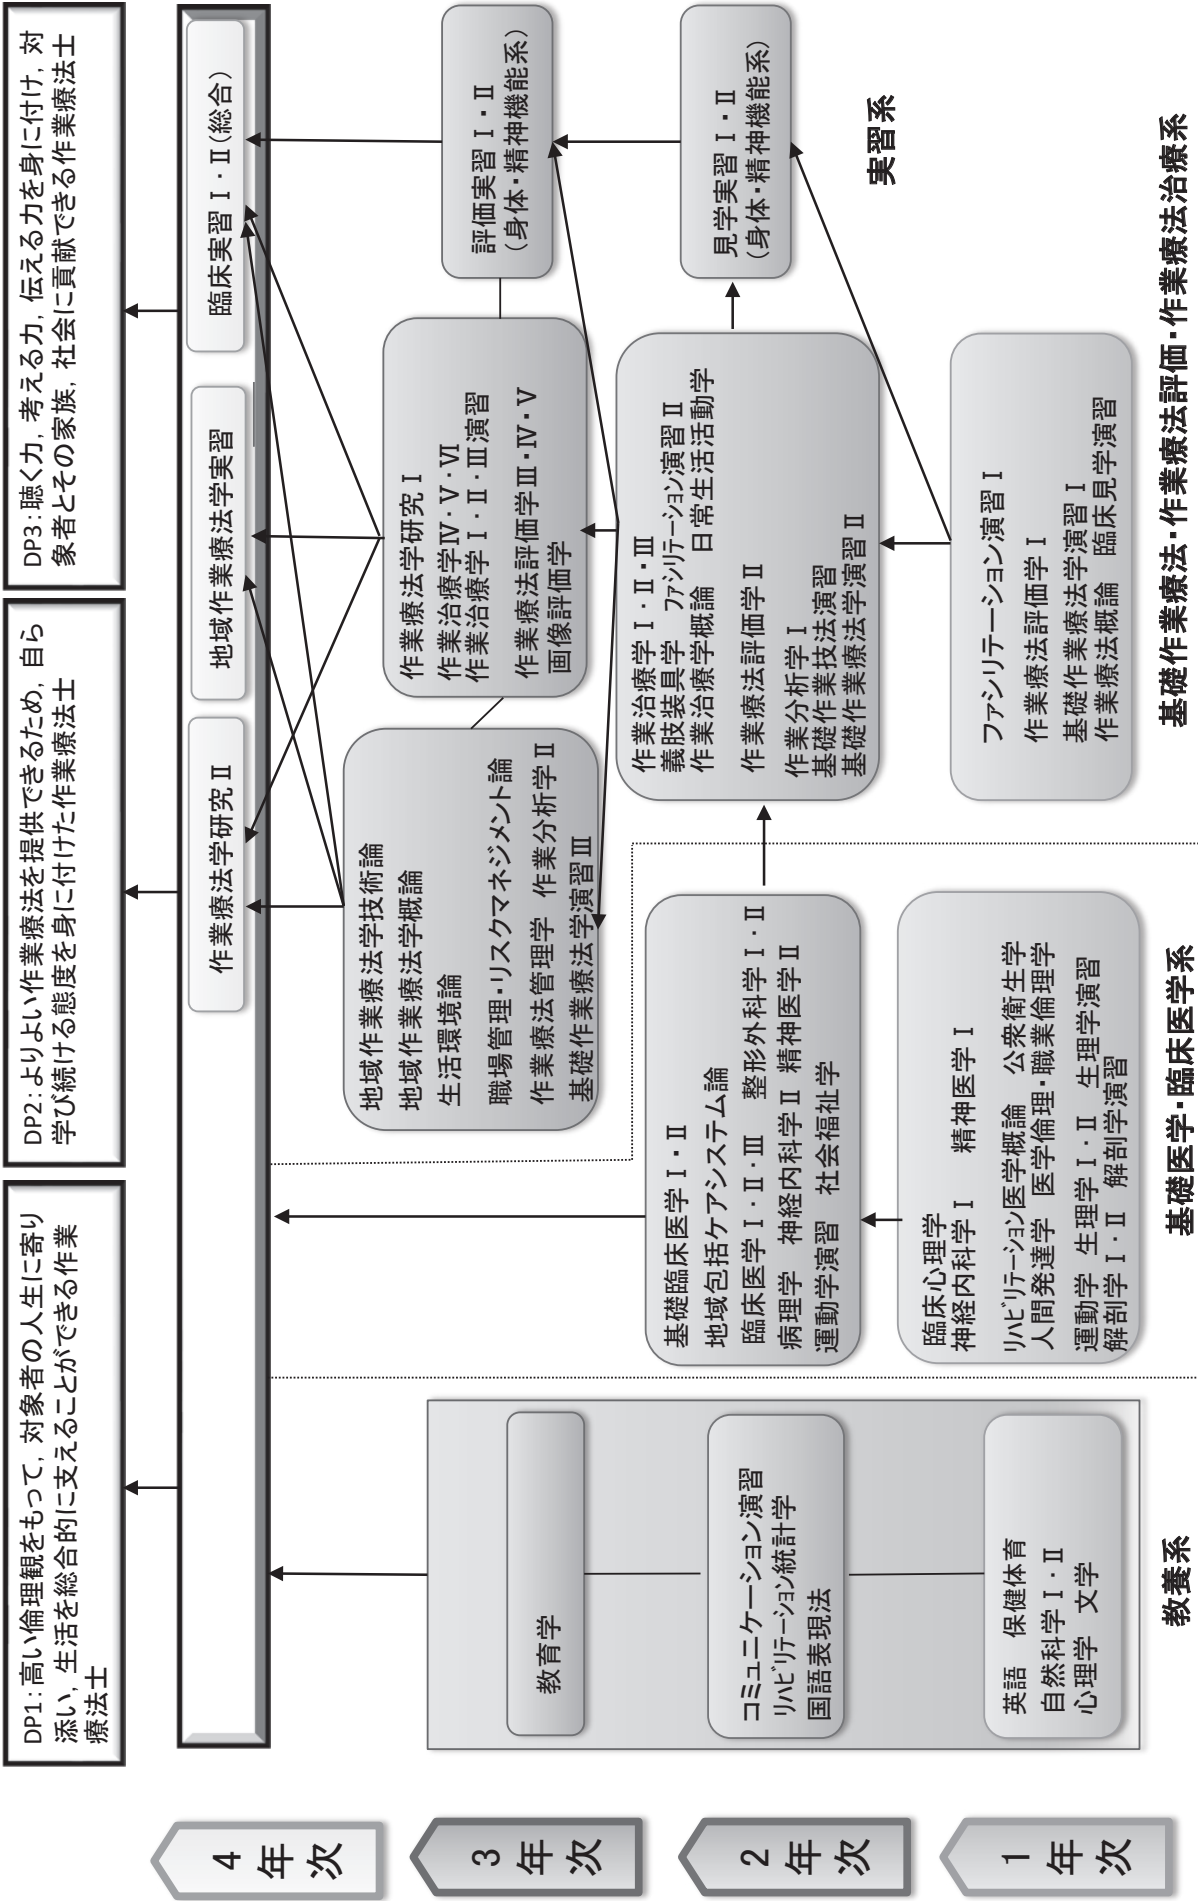 DP1：高い倫理観をもって，対象者の人生に寄り
添い，生活を総合的に支えることができる作業
療法士
DP2：よりよい作業療法を提供できるため，自ら
学び続ける態度を身に付けた作業療法士
DP3：聴く力，考える力，伝える力を身に付け，対
象者とその家族，社会に貢献できる作業療法士
4年次
作業療法学研究Ⅱ
地域作業療法学実習
臨床実習Ⅰ・Ⅱ（総合）
3年次
教育学
地域作業療法学技術論
地域作業療法学概論
生活環境論
職場管理・リスクマネジメント論
作業療法管理学 作業分析学Ⅱ
基礎作業療法学演習Ⅲ
作業療法学研究Ⅰ
作業治療学Ⅳ・Ⅴ・Ⅵ
作業治療学Ⅰ・Ⅱ・Ⅲ演習
作業療法評価学Ⅲ・Ⅳ・Ⅴ
画像評価学
評価実習Ⅰ・Ⅱ
（身体・精神機能系）
2年次
コミュニケーション演習
リハビリテーション統計学
国語表現法
基礎臨床医学Ⅰ・Ⅱ
地域包括ケアシステム論
臨床医学Ⅰ・Ⅱ・Ⅲ 整形外科学Ⅰ・Ⅱ
病理学 神経内科学Ⅱ 精神医学Ⅱ
運動学演習 社会福祉学
作業治療学Ⅰ・Ⅱ・Ⅲ
義肢装具学 ファシリテーション演習Ⅱ
作業治療学概論 日常生活活動学
作業療法評価学Ⅱ
作業分析学Ⅰ
基礎作業技法演習
基礎作業療法学演習Ⅱ
見学実習Ⅰ・Ⅱ
（身体・精神機能系）
1年次
英語 保健体育
自然科学Ⅰ・Ⅱ
心理学 文学
臨床心理学
神経内科学Ⅰ 精神医学Ⅰ
リハビリテーション医学概論 公衆衛生学
人間発達学 医学倫理・職業倫理学
運動学 生理学Ⅰ・Ⅱ 生理学演習
解剖学Ⅰ・Ⅱ 解剖学演習
ファシリテーション演習Ⅰ
作業療法評価学Ⅰ
基礎作業療法学演習Ⅰ
作業療法概論 臨床見学演習
教養系
基礎医学・臨床医学系
基礎作業療法・作業療法評価・作業療法治療系
実習系